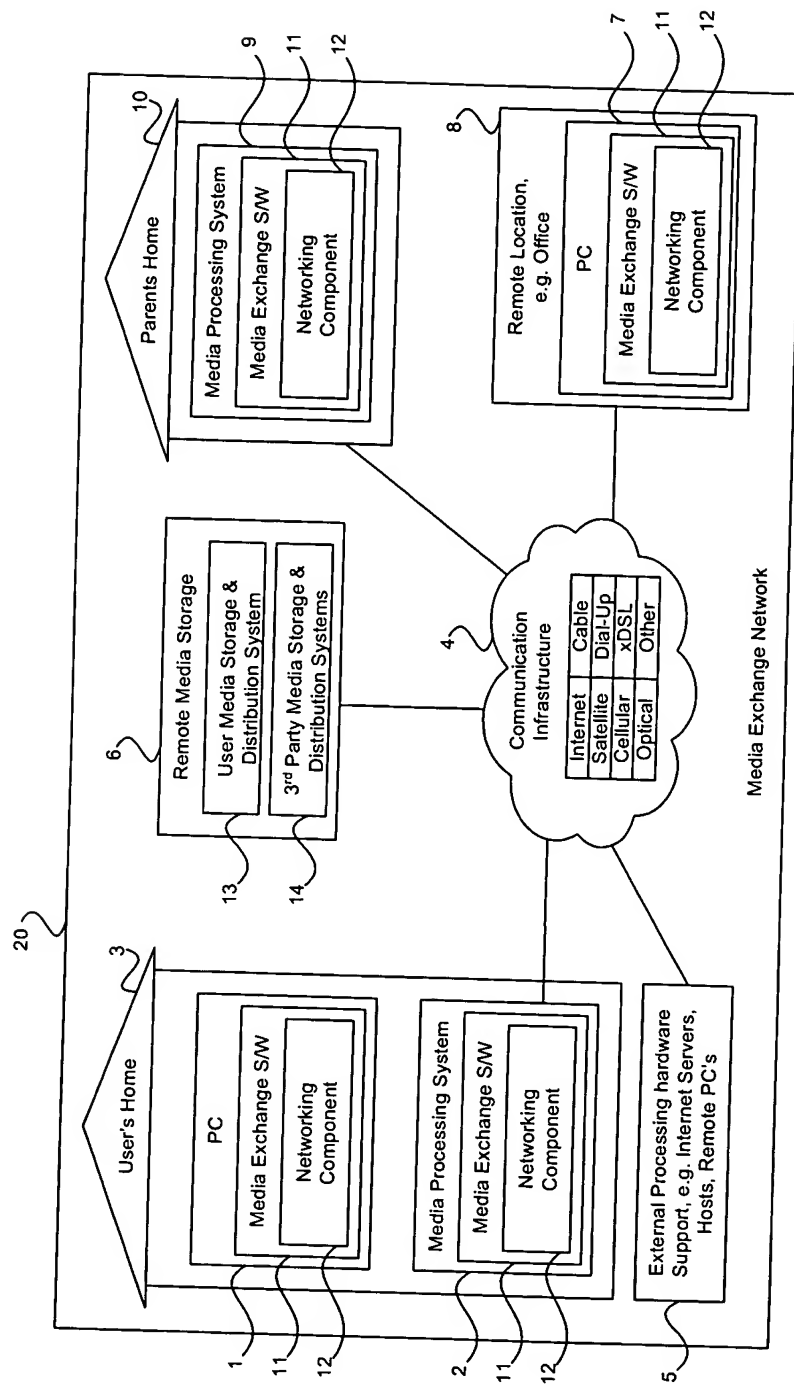 20
3
User's Home
PC
Media Exchange S/W
Networking
Component
1
11
12
Media Processing System
Media Exchange S/W
Networking
Component
2
11
12
External Processing hardware
Support, e.g. Internet Servers,
Hosts, Remote PC's
5
6
Remote Media Storage
User Media Storage &
Distribution System
3rd Party Media Storage &
Distribution Systems
13
14
4
Communication
Infrastructure
Internet Cable
Satellite Dial-Up
Cellular xDSL
Optical Other
10
Parents Home
Media Processing System
Media Exchange S/W
Networking
Component
9
11
12
8
Remote Location,
e.g. Office
PC
Media Exchange S/W
Networking
Component
7
11
12
Media Exchange Network